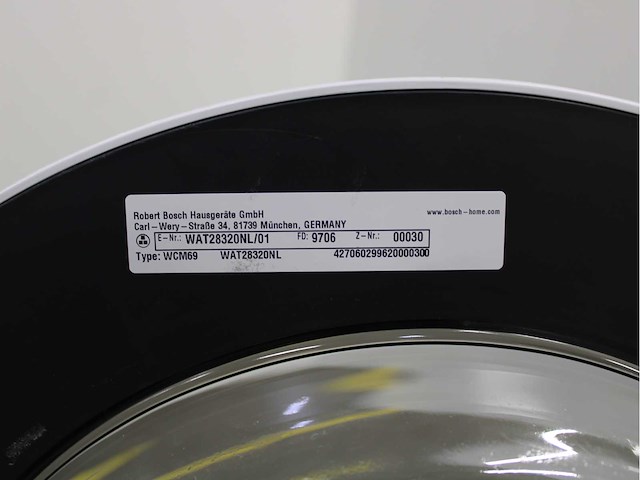 Robert Bosch Hausgeräte GmbH
Carl-Wery-Straße 34, 81739 München, GERMANY
www.bosch-home.com
E-Nr.: WAT28320NL/01 FD: 9706 Z-Nr.: 00030
Type: WCM69 WAT28320NL 427060299620000300